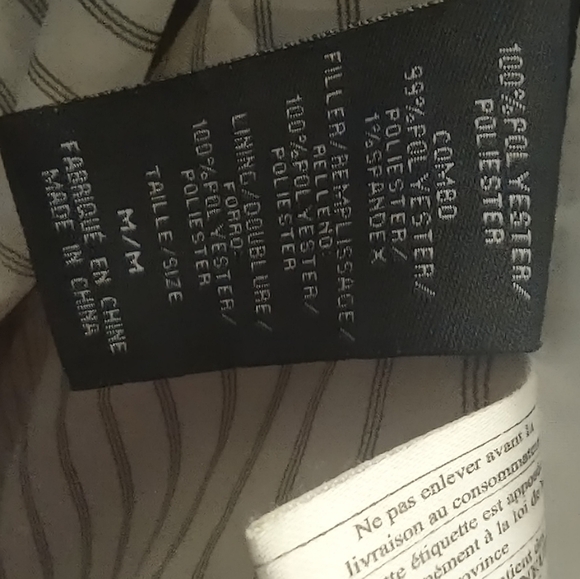 100%POLYESTER/
POLIESTER
COMBO
99%POLYESTER/
POLIESTER/
1%SPANDEX
FILLER/REMPLISSAGE/
RELLENO:
100%POLYESTER/
POLIESTER
LINING/DOUBLURE/
FORRO:
100%POLYESTER/
POLIESTER
TAILLE/SIZE
M/M
FABRIQUÉ EN CHINE
MADE IN CHINA
Ne pas enlever avant la
livraison au consommateur
étiquette est
à la loi de